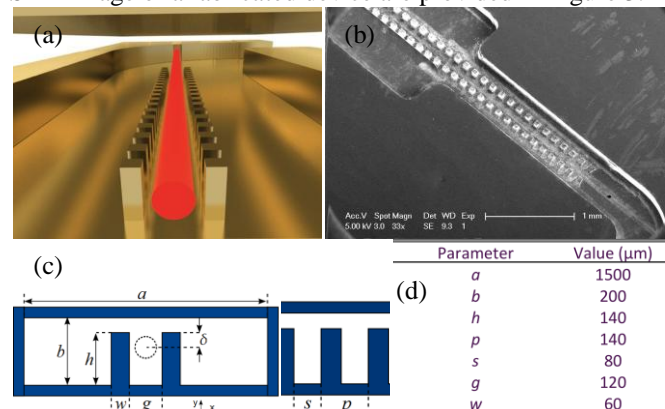 (a)
(b)
Acc.V Spot Magn Det WD Exp
5.00 kV 3.0 33x SE 9.3 1 1 mm
(c)
a
b
h
δ
w
g
y
x
s
p
(d)
Parameter Value (μm)
a 1500
b 200
h 140
p 140
s 80
g 120
w 60